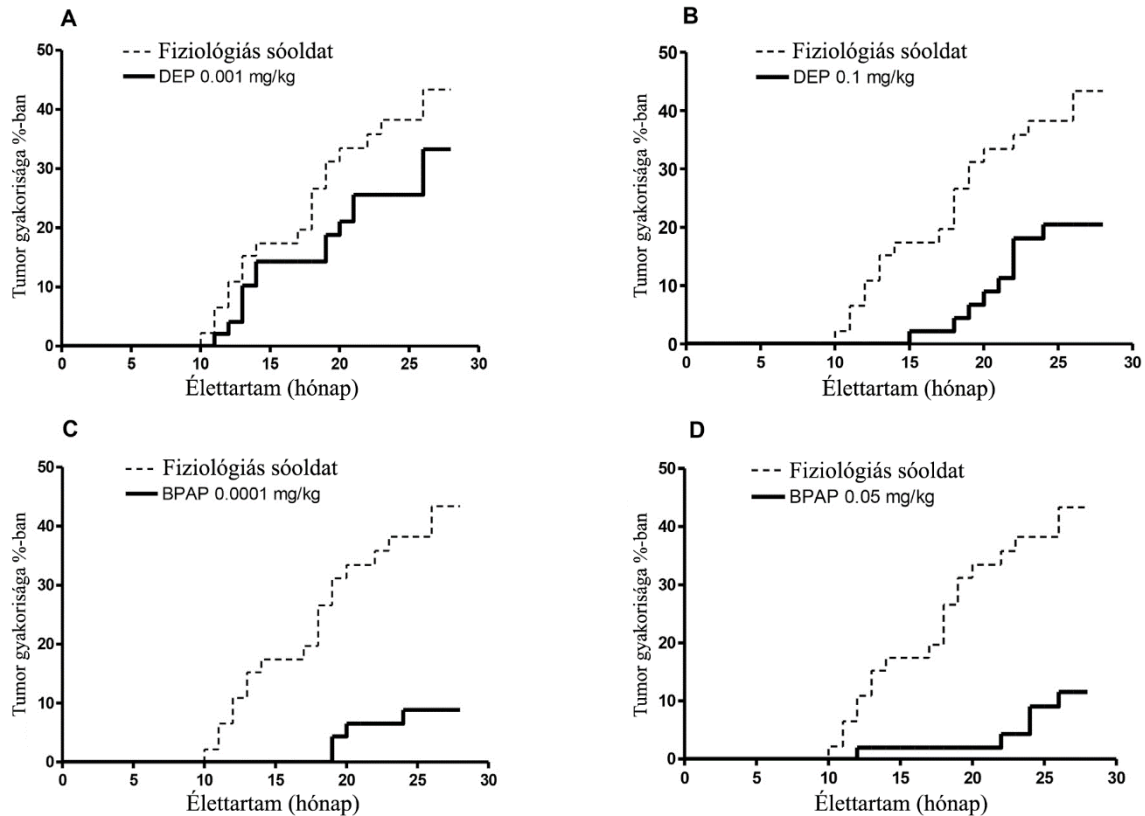 A
Fiziológiás sóoldat
DEP 0.001 mg/kg
Tumor gyakorisága %-ban
50
40
30
20
10
0
0 5 10 15 20 25 30
Élettartam (hónap)
B
Fiziológiás sóoldat
DEP 0.1 mg/kg
Tumor gyakorisága %-ban
50
40
30
20
10
0
0 5 10 15 20 25 30
Élettartam (hónap)
C
Fiziológiás sóoldat
BPAP 0.0001 mg/kg
Tumor gyakorisága %-ban
50
40
30
20
10
0
0 5 10 15 20 25 30
Élettartam (hónap)
D
Fiziológiás sóoldat
BPAP 0.05 mg/kg
Tumor gyakorisága %-ban
50
40
30
20
10
0
0 5 10 15 20 25 30
Élettartam (hónap)